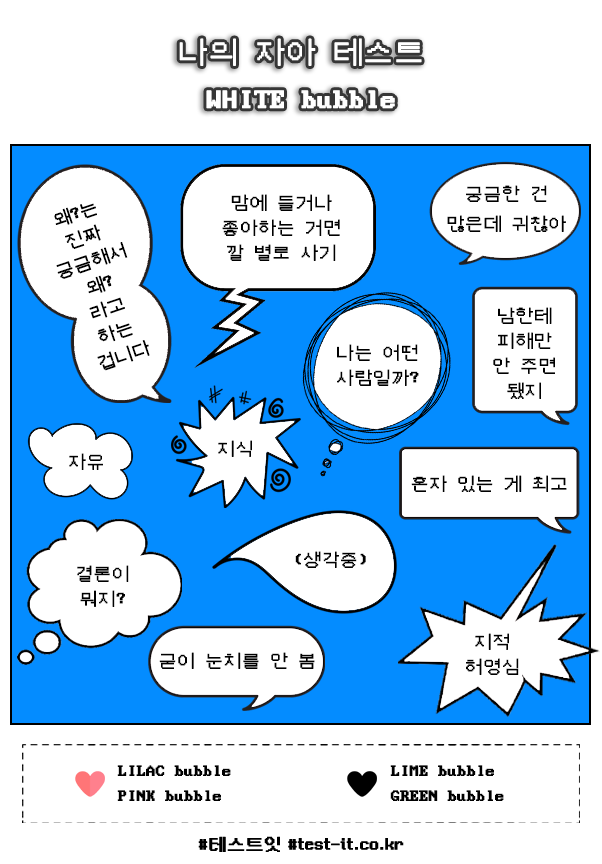 나의 자아 테스트
WHITE bubble
왜?는
진짜
궁금해서
왜?
라고
하는
겁니다
맘에 들거나
좋아하는 거면
깔 별로 사기
궁금한 건
많은데 귀찮아
나는 어떤
사람일까?
남한테
피해만
안 주면
됐지
자유
지식
혼자 있는 게 최고
결론이
뭐지?
(생각중)
굳이 눈치를 안 봄
지적
허영심
LILAC bubble
PINK bubble
LIME bubble
GREEN bubble
#테스트잇 #test-it.co.kr